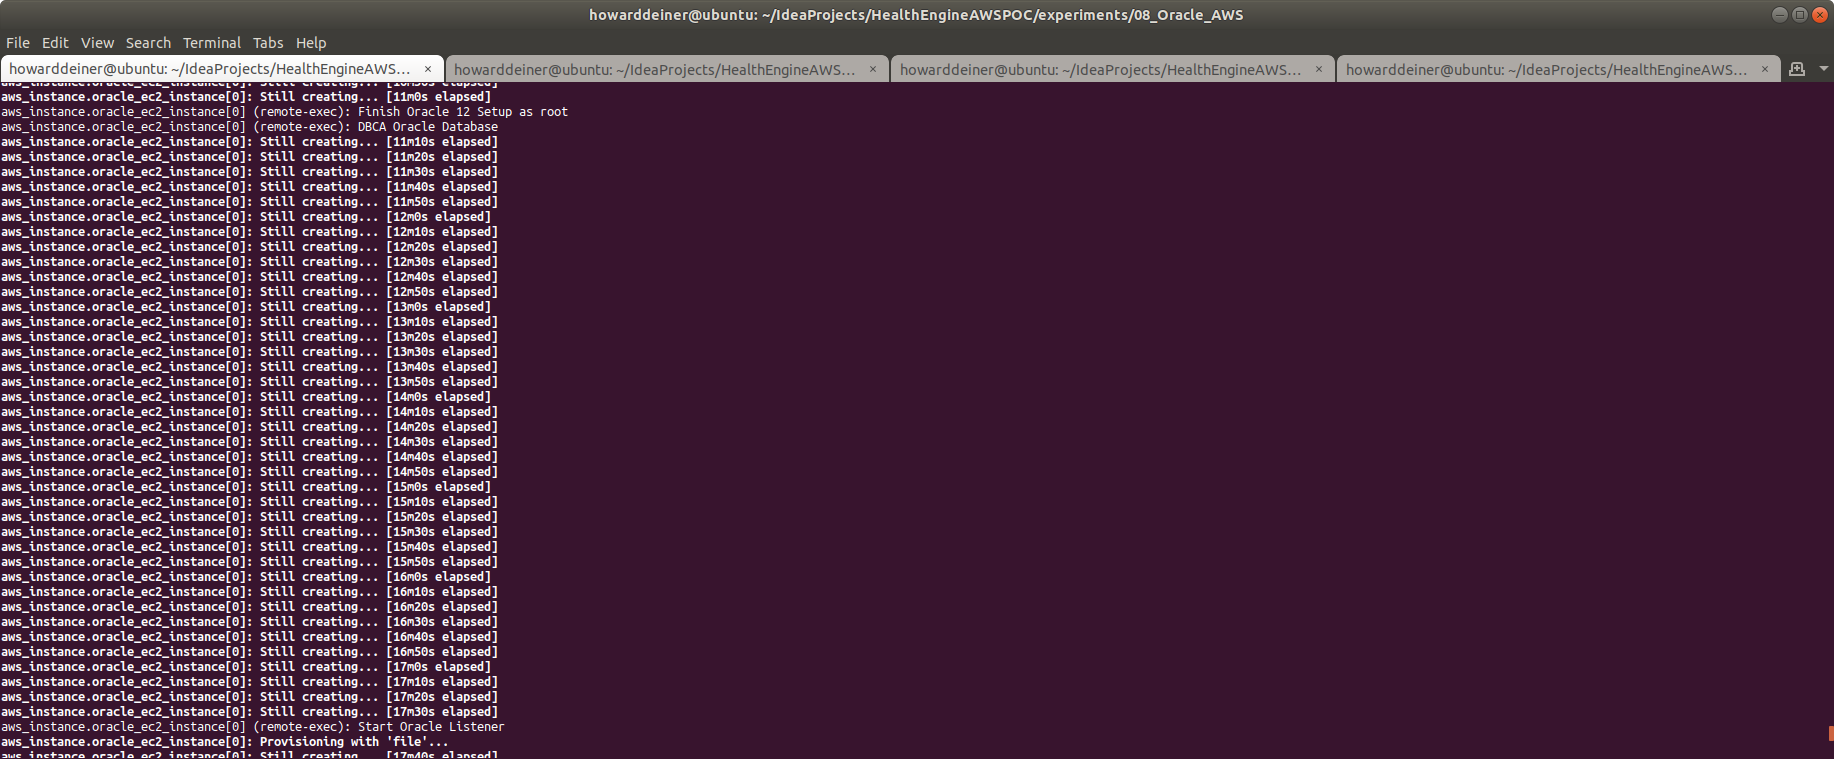 howarddeiner@ubuntu: ~/IdeaProjects/HealthEngineAWSPOC/experiments/08_Oracle_AWS
File Edit View Search Terminal Tabs Help
howarddeiner@ubuntu: ~/IdeaProjects/HealthEngineAWS... × howarddeiner@ubuntu: ~/IdeaProjects/HealthEngineAWS... × howarddeiner@ubuntu: ~/IdeaProjects/HealthEngineAWS... × howarddeiner@ubuntu: ~/IdeaProjects/HealthEngineAWS... ×
aws_instance.oracle_ec2_instance[0]: Still creating... [10m50s elapsed]
aws_instance.oracle_ec2_instance[0]: Still creating... [11m0s elapsed]
aws_instance.oracle_ec2_instance[0] (remote-exec): Finish Oracle 12 Setup as root
aws_instance.oracle_ec2_instance[0] (remote-exec): DBCA Oracle Database
aws_instance.oracle_ec2_instance[0]: Still creating... [11m10s elapsed]
aws_instance.oracle_ec2_instance[0]: Still creating... [11m20s elapsed]
aws_instance.oracle_ec2_instance[0]: Still creating... [11m30s elapsed]
aws_instance.oracle_ec2_instance[0]: Still creating... [11m40s elapsed]
aws_instance.oracle_ec2_instance[0]: Still creating... [11m50s elapsed]
aws_instance.oracle_ec2_instance[0]: Still creating... [12m0s elapsed]
aws_instance.oracle_ec2_instance[0]: Still creating... [12m10s elapsed]
aws_instance.oracle_ec2_instance[0]: Still creating... [12m20s elapsed]
aws_instance.oracle_ec2_instance[0]: Still creating... [12m30s elapsed]
aws_instance.oracle_ec2_instance[0]: Still creating... [12m40s elapsed]
aws_instance.oracle_ec2_instance[0]: Still creating... [12m50s elapsed]
aws_instance.oracle_ec2_instance[0]: Still creating... [13m0s elapsed]
aws_instance.oracle_ec2_instance[0]: Still creating... [13m10s elapsed]
aws_instance.oracle_ec2_instance[0]: Still creating... [13m20s elapsed]
aws_instance.oracle_ec2_instance[0]: Still creating... [13m30s elapsed]
aws_instance.oracle_ec2_instance[0]: Still creating... [13m40s elapsed]
aws_instance.oracle_ec2_instance[0]: Still creating... [13m50s elapsed]
aws_instance.oracle_ec2_instance[0]: Still creating... [14m0s elapsed]
aws_instance.oracle_ec2_instance[0]: Still creating... [14m10s elapsed]
aws_instance.oracle_ec2_instance[0]: Still creating... [14m20s elapsed]
aws_instance.oracle_ec2_instance[0]: Still creating... [14m30s elapsed]
aws_instance.oracle_ec2_instance[0]: Still creating... [14m40s elapsed]
aws_instance.oracle_ec2_instance[0]: Still creating... [14m50s elapsed]
aws_instance.oracle_ec2_instance[0]: Still creating... [15m0s elapsed]
aws_instance.oracle_ec2_instance[0]: Still creating... [15m10s elapsed]
aws_instance.oracle_ec2_instance[0]: Still creating... [15m20s elapsed]
aws_instance.oracle_ec2_instance[0]: Still creating... [15m30s elapsed]
aws_instance.oracle_ec2_instance[0]: Still creating... [15m40s elapsed]
aws_instance.oracle_ec2_instance[0]: Still creating... [15m50s elapsed]
aws_instance.oracle_ec2_instance[0]: Still creating... [16m0s elapsed]
aws_instance.oracle_ec2_instance[0]: Still creating... [16m10s elapsed]
aws_instance.oracle_ec2_instance[0]: Still creating... [16m20s elapsed]
aws_instance.oracle_ec2_instance[0]: Still creating... [16m30s elapsed]
aws_instance.oracle_ec2_instance[0]: Still creating... [16m40s elapsed]
aws_instance.oracle_ec2_instance[0]: Still creating... [16m50s elapsed]
aws_instance.oracle_ec2_instance[0]: Still creating... [17m0s elapsed]
aws_instance.oracle_ec2_instance[0]: Still creating... [17m10s elapsed]
aws_instance.oracle_ec2_instance[0]: Still creating... [17m20s elapsed]
aws_instance.oracle_ec2_instance[0]: Still creating... [17m30s elapsed]
aws_instance.oracle_ec2_instance[0] (remote-exec): Start Oracle Listener
aws_instance.oracle_ec2_instance[0]: Provisioning with 'file'...
aws_instance.oracle_ec2_instance[0]: Still creating... [17m40s elapsed]